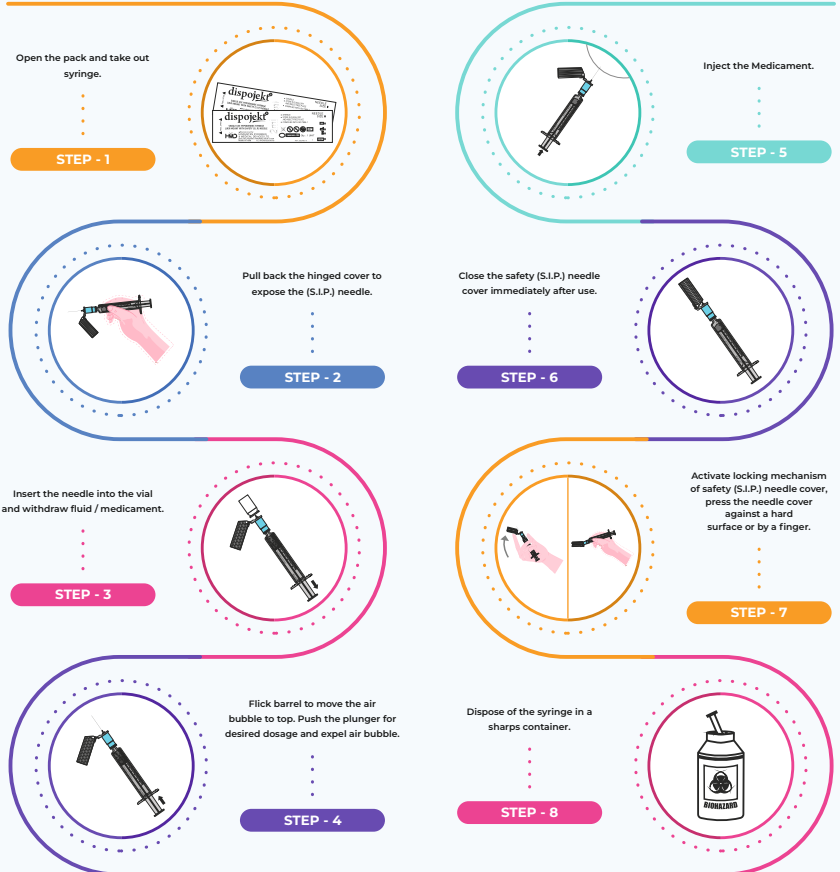 Open the pack and take out
syringe.
STEP - 1
dispojekt
dispojekt
Pull back the hinged cover to
expose the (S.I.P.) needle.
STEP - 2
Insert the needle into the vial
and withdraw fluid / medicament.
STEP - 3
Flick barrel to move the air
bubble to top. Push the plunger for
desired dosage and expel air bubble.
STEP - 4
Inject the Medicament.
STEP - 5
Close the safety (S.I.P.) needle
cover immediately after use.
STEP - 6
Activate locking mechanism
of safety (S.I.P.) needle cover,
press the needle cover
against a hard
surface or by a finger.
STEP - 7
Dispose of the syringe in a
sharps container.
STEP - 8
BIOHAZARD